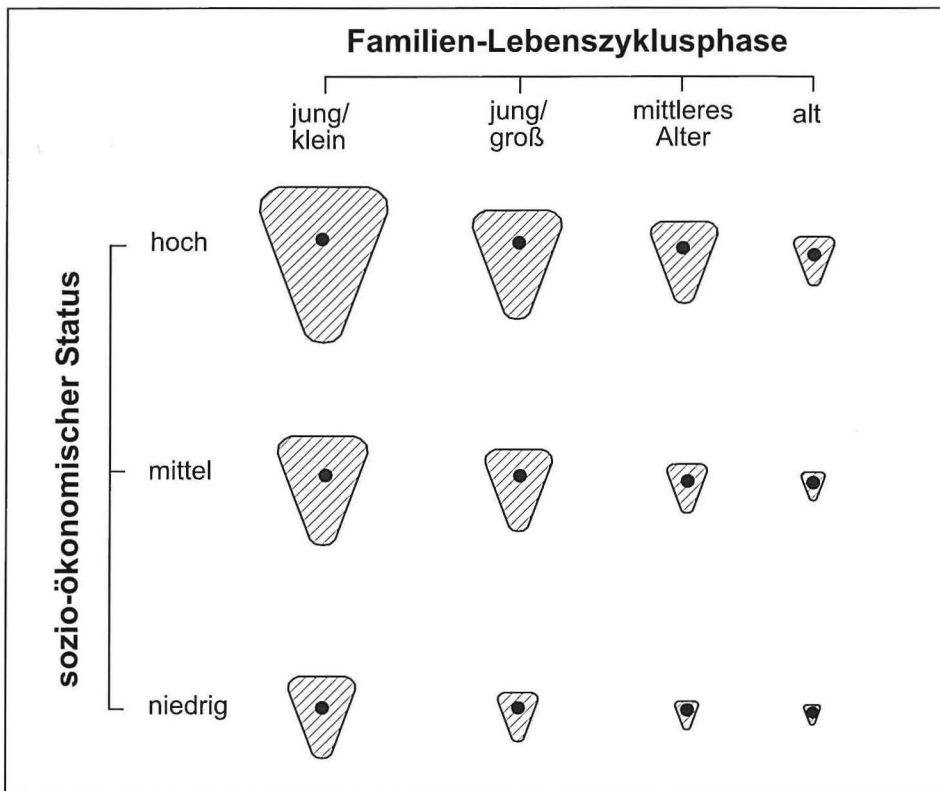 Familien-Lebenszyklusphase
jung/
klein
jung/
groß
mittleres
Alter
alt
sozio-ökonomischer Status
hoch
mittel
niedrig